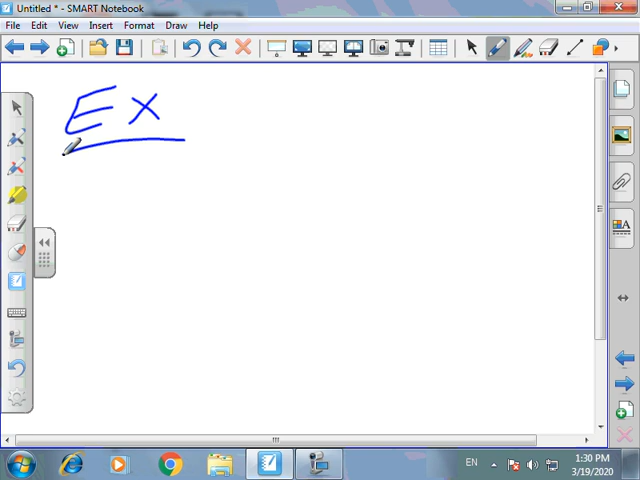 Untitled * - SMART Notebook
File Edit View Insert Format Draw Help
Ex
EN 1:30 PM
3/19/2020